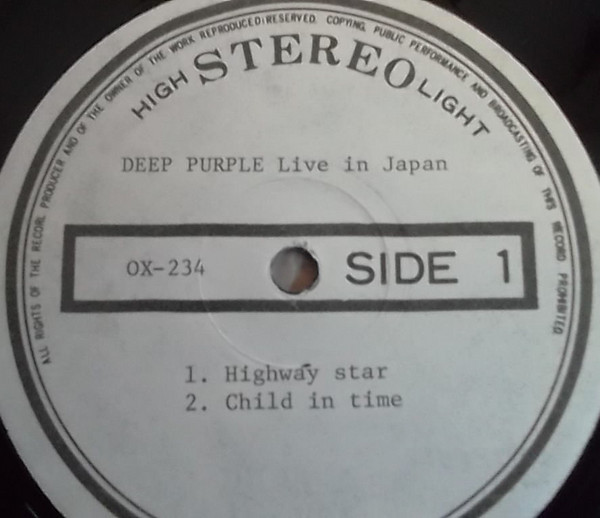 ALL RIGHTS OF THE RECORD PRODUCER AND OF THE OWNER OF THE WORK REPRODUCED RESERVED. COPYING, PUBLIC PERFORMANCE AND BROADCASTING OF THIS RECORD PROHIBITED
HIGH STEREO LIGHT
DEEP PURPLE Live in Japan
OX-234 SIDE 1
1. Highway star
2. Child in time